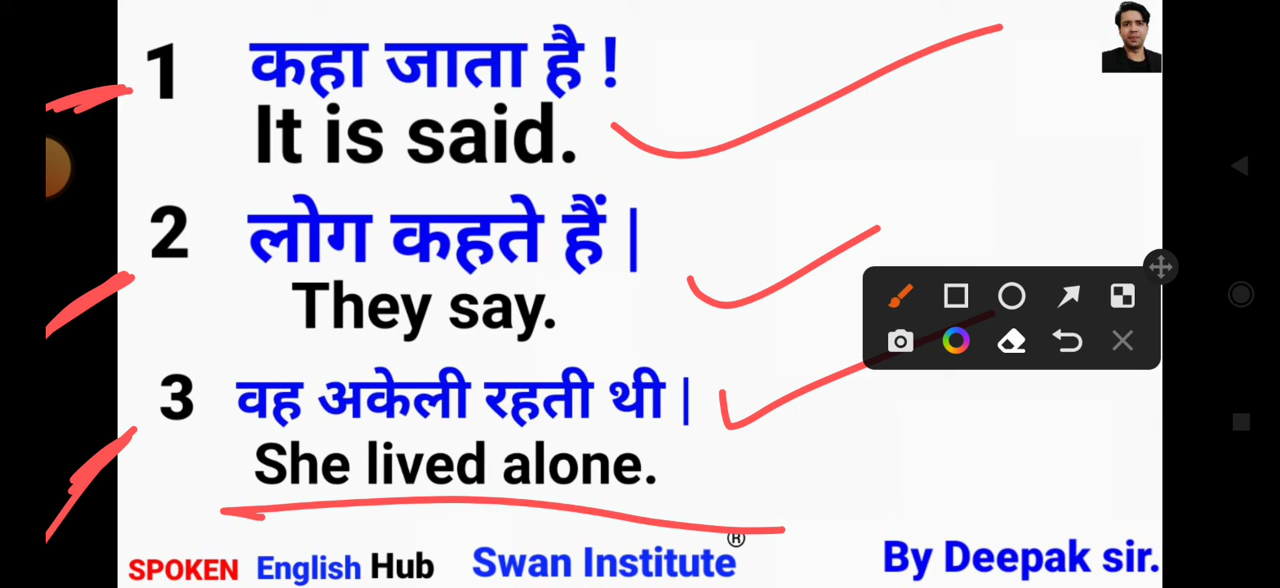 1 कहा जाता है !
It is said.
2 लोग कहते हैं |
They say.
3 वह अकेली रहती थी |
She lived alone.
SPOKEN English Hub Swan Institute ® By Deepak sir.